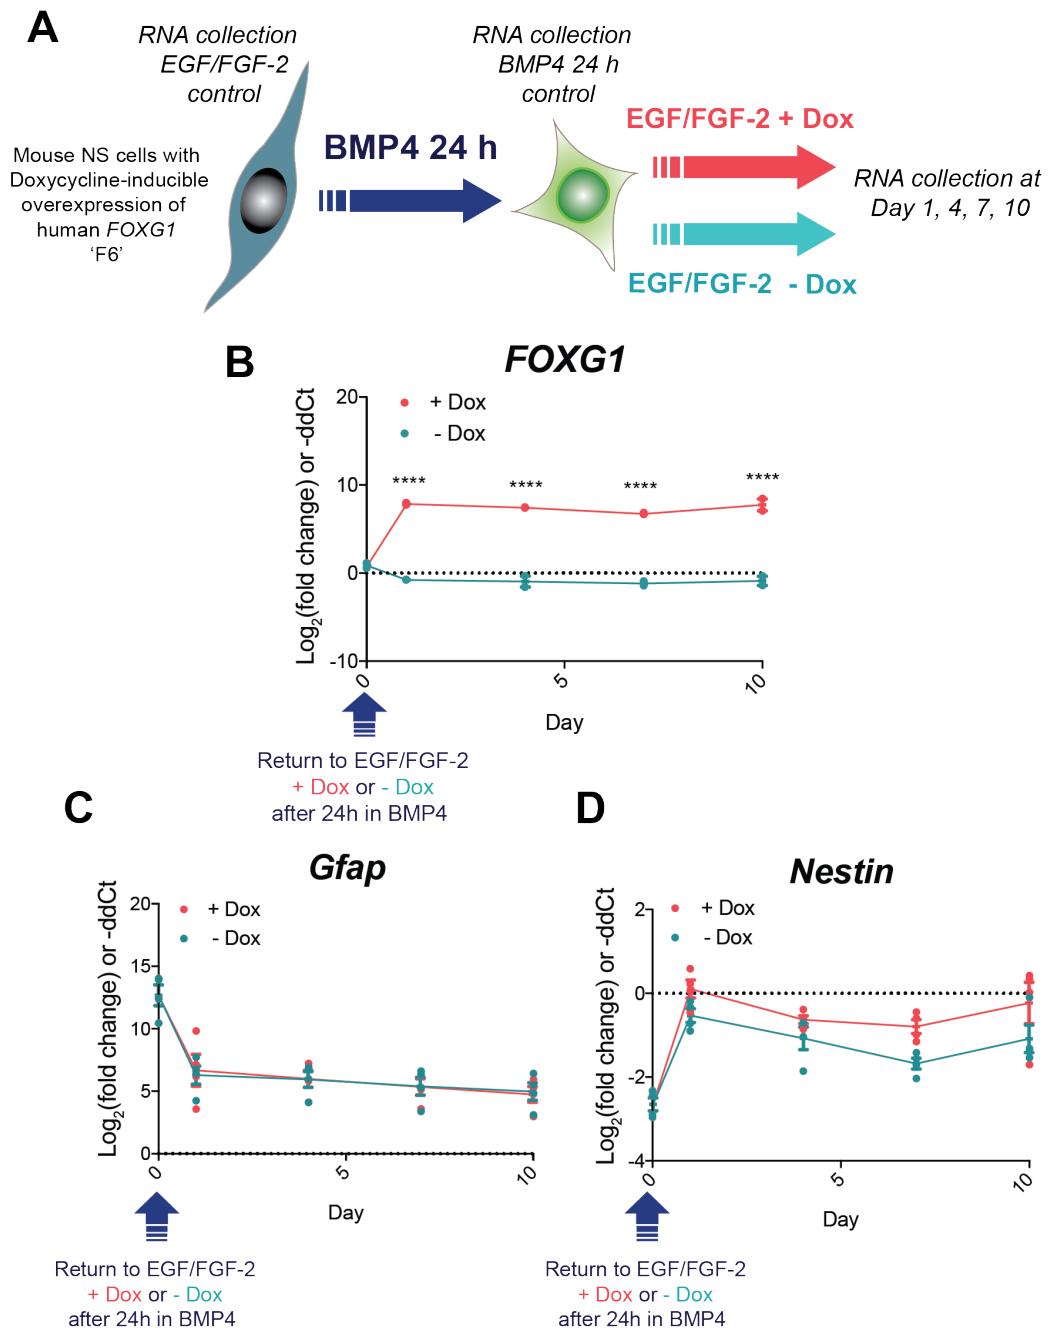 A
RNA collection
EGF/FGF-2
control
RNA collection
BMP4 24 h
control
Mouse NS cells with
Doxycycline-inducible
overexpression of
human FOXG1
‘F6’
BMP4 24 h
EGF/FGF-2 + Dox
EGF/FGF-2 - Dox
RNA collection at
Day 1, 4, 7, 10
B
FOXG1
Log2(fold change) or -ddCt
20
10
0
-10
+ Dox
- Dox
****
****
****
****
0
5
10
Day
Return to EGF/FGF-2
+ Dox or - Dox
after 24h in BMP4
C
Gfap
Log2(fold change) or -ddCt
20
15
10
5
0
+ Dox
- Dox
0
5
10
Day
Return to EGF/FGF-2
+ Dox or - Dox
after 24h in BMP4
D
Nestin
Log2(fold change) or -ddCt
2
0
-2
-4
+ Dox
- Dox
0
5
10
Day
Return to EGF/FGF-2
+ Dox or - Dox
after 24h in BMP4